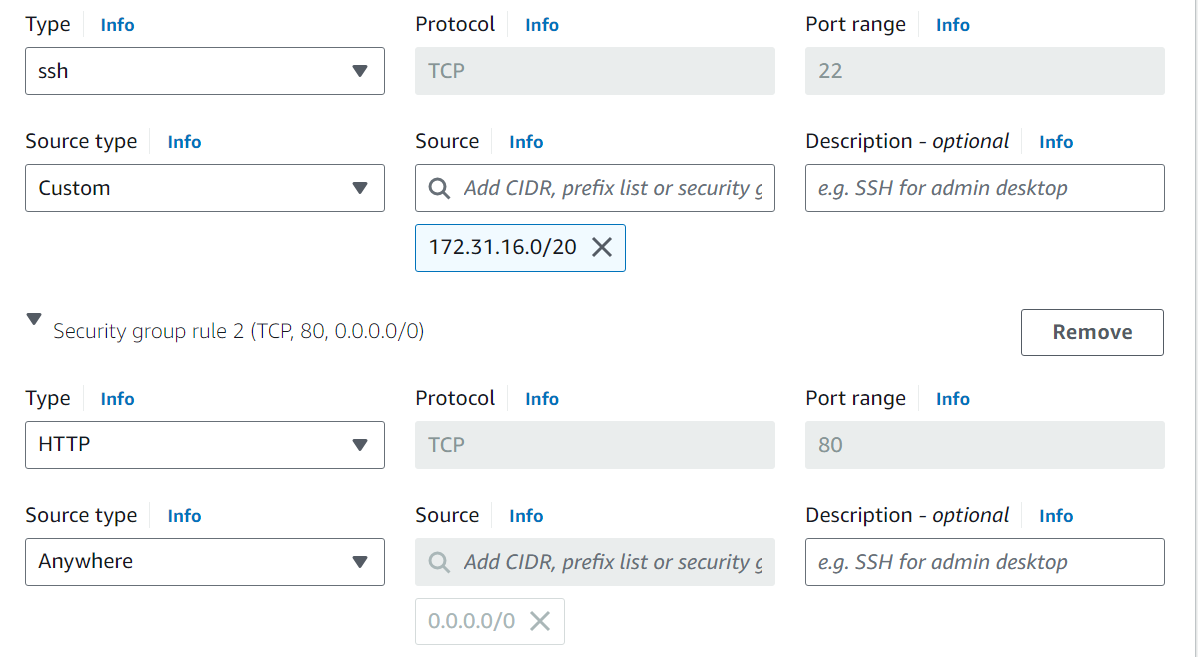 Type Info Protocol Info Port range Info
ssh TCP 22
Source type Info Source Info Description - optional Info
Custom Add CIDR, prefix list or security g e.g. SSH for admin desktop
172.31.16.0/20
Security group rule 2 (TCP, 80, 0.0.0.0/0) Remove
Type Info Protocol Info Port range Info
HTTP TCP 80
Source type Info Source Info Description - optional Info
Anywhere Add CIDR, prefix list or security g e.g. SSH for admin desktop
0.0.0.0/0